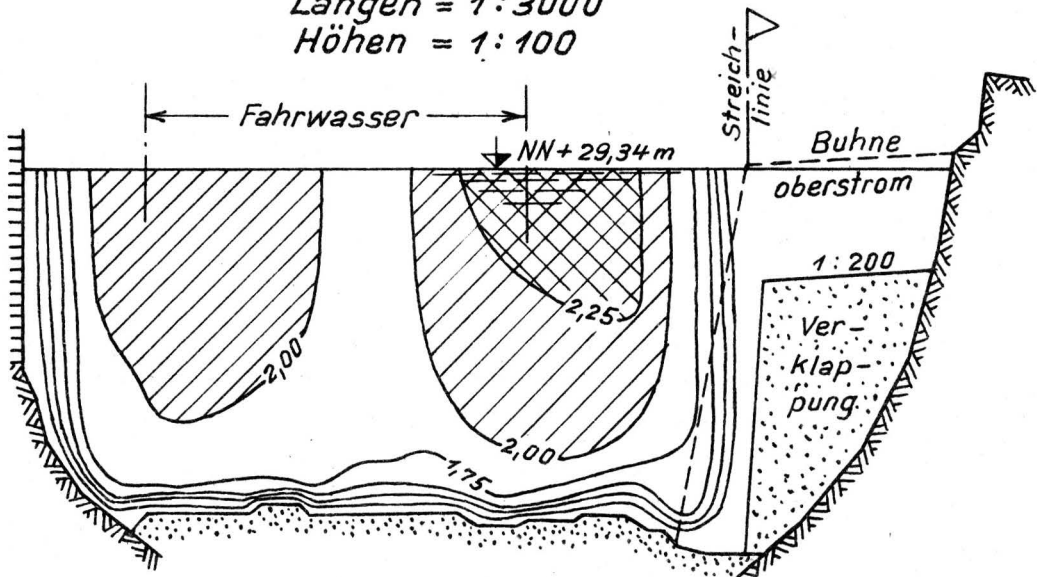 Längen = 1:3000
Höhen = 1:100
Streich-
linie
Fahrwasser
NN + 29,34 m
Buhne
oberstrom
1:200
2,25
Ver-
klap-
pung
2,00
2,00
1,75